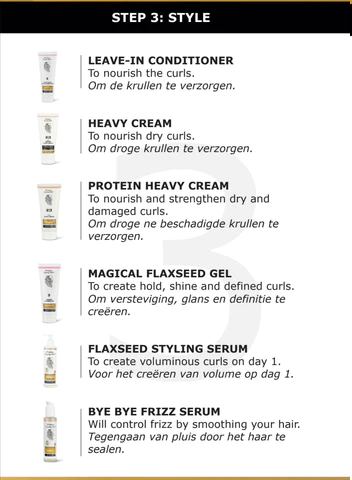 STEP 3: STYLE
LEAVE-IN CONDITIONER
To nourish the curls.
Om de krullen te verzorgen.
HEAVY CREAM
To nourish dry curls.
Om droge krullen te verzorgen.
PROTEIN HEAVY CREAM
To nourish and strengthen dry and
damaged curls.
Om droge ne beschadigde krullen te
verzorgen.
MAGICAL FLAXSEED GEL
To create hold, shine and defined curls.
Om versteviging, glans en definitie te
creëren.
FLAXSEED STYLING SERUM
To create voluminous curls on day 1.
Voor het creëren van volume op dag 1.
BYE BYE FRIZZ SERUM
Will control frizz by smoothing your hair.
Tegengaan van pluis door het haar te
sealen.
3